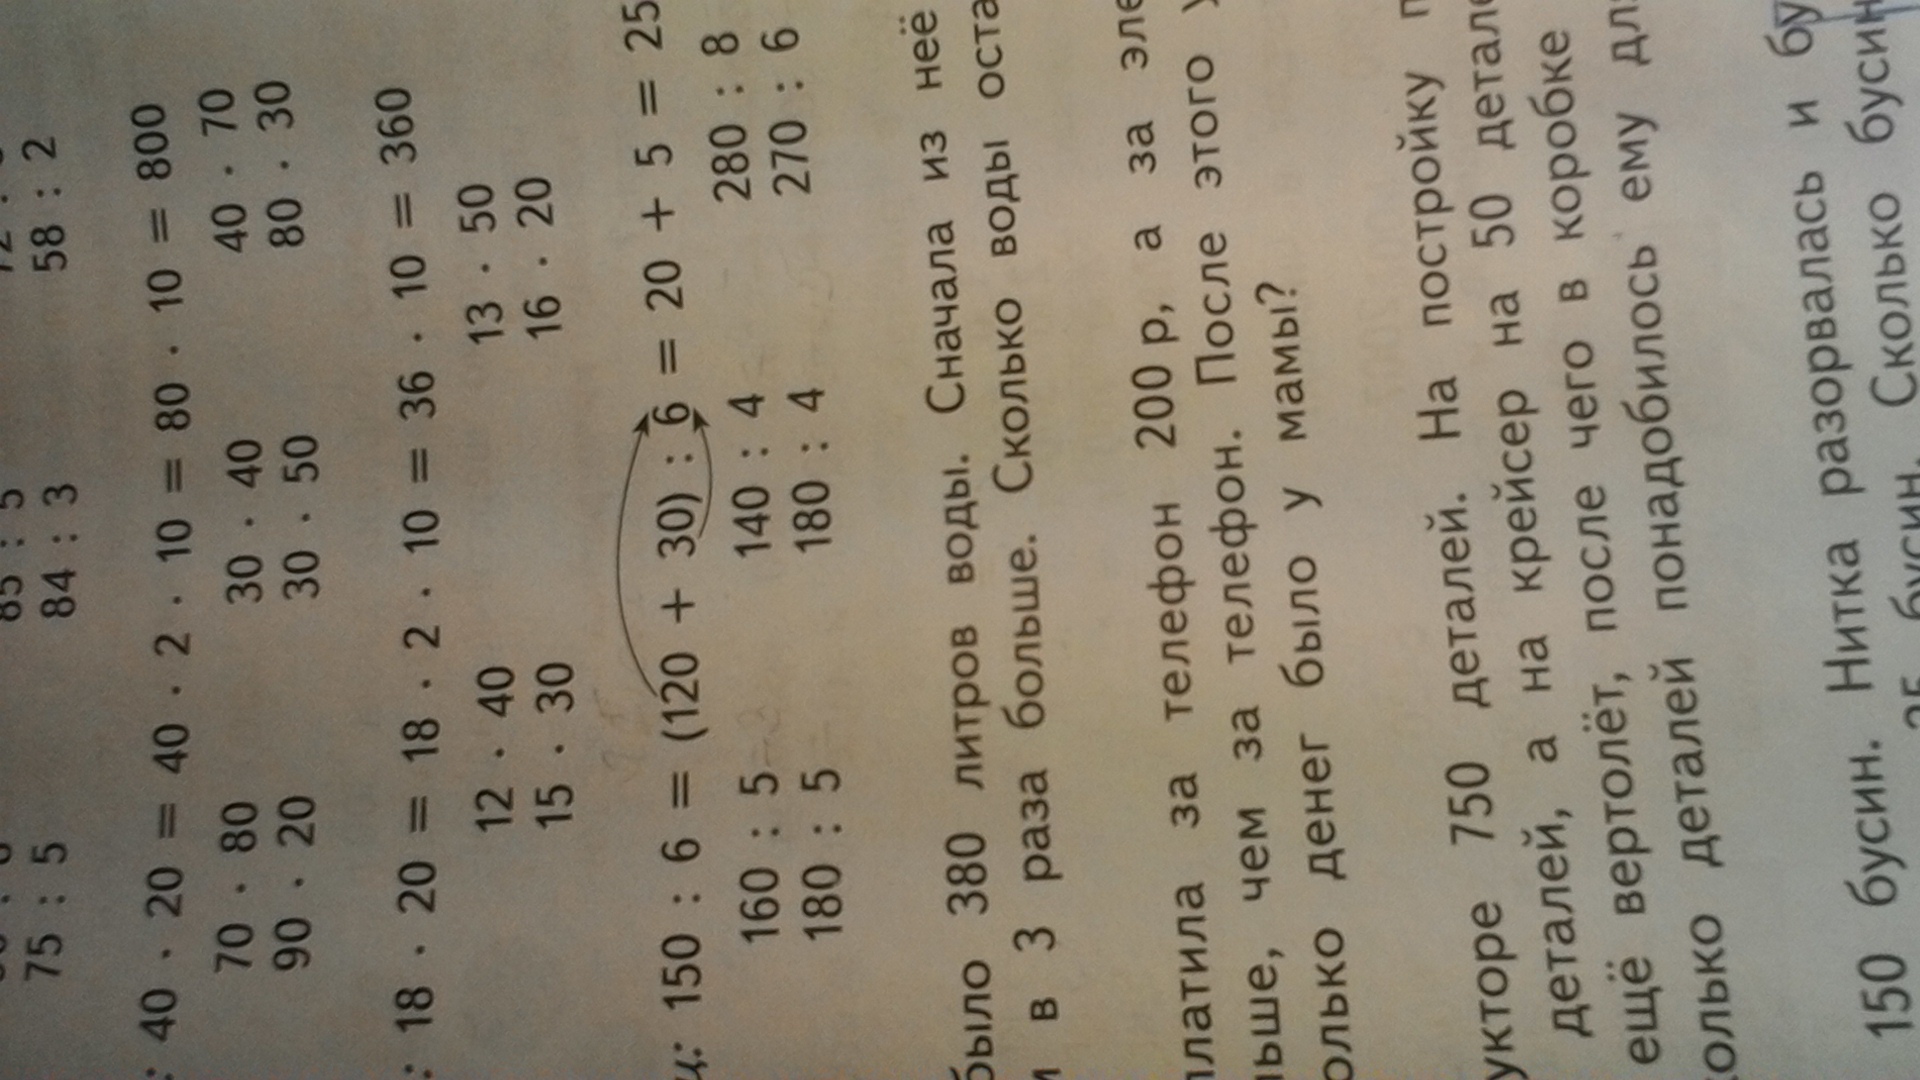 58 : 2
84 : 3
75 : 5
40 · 20 = 40 · 2 · 10 = 80 · 10 = 800
70 · 80 30 · 40 40 · 70
90 · 20 30 · 50 80 · 30
18 · 20 = 18 · 2 · 10 = 36 · 10 = 360
12 · 40 13 · 50
15 · 30 16 · 20
150 : 6 = (120 + 30) : 6 = 20 + 5 = 25
160 : 5 140 : 4 280 : 8
180 : 5 180 : 4 270 : 6
было 380 литров воды. Сначала из неё
в 3 раза больше. Сколько воды оста
платила за телефон 200 р, а за эле
ьше, чем за телефон. После этого у
олько денег было у мамы?
укторе 750 деталей. На постройку п
деталей, а на крейсер на 50 детале
ещё вертолёт, после чего в коробке
олько деталей понадобилось ему дл
150 бусин. Нитка разорвалась и бу
бусин. Сколько бусин